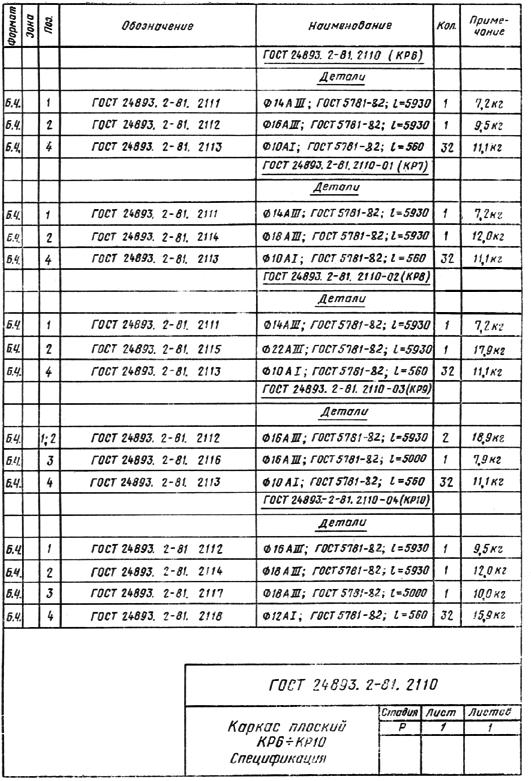 Формат Зона Поз. Обозначение Наименование Кол. Приме-
чание
ГОСТ 24893. 2-81. 2110 (КР6)
Детали
Б.Ч. 1 ГОСТ 24893. 2-81. 2111 Ф14АIII; ГОСТ 5781-82; l=5930 1 7,2кг
Б.Ч. 2 ГОСТ 24893. 2-81. 2112 Ф16АIII; ГОСТ 5781-82; l=5930 1 9,5кг
Б.Ч. 4 ГОСТ 24893. 2-81. 2113 Ф10АI; ГОСТ 5781-82; l=560 32 11,1кг
ГОСТ 24893. 2-81. 2110-01 (КР7)
Детали
Б.Ч. 1 ГОСТ 24893. 2-81. 2111 Ф14АIII; ГОСТ 5781-82; l=5930 1 7,2кг
Б.Ч. 2 ГОСТ 24893. 2-81. 2114 Ф18АIII; ГОСТ 5781-82; l=5930 1 12,0кг
Б.Ч. 4 ГОСТ 24893. 2-81. 2113 Ф10АI; ГОСТ 5781-82; l=560 32 11,1кг
ГОСТ 24893. 2-81. 2110-02 (КР8)
Детали
Б.Ч. 1 ГОСТ 24893. 2-81. 2111 Ф14АIII; ГОСТ 5781-82; l=5930 1 7,2кг
Б.Ч. 2 ГОСТ 24893. 2-81. 2115 Ф22АIII; ГОСТ 5781-82; l=5930 1 17,9кг
Б.Ч. 4 ГОСТ 24893. 2-81. 2113 Ф10АI; ГОСТ 5781-82; l=560 32 11,1кг
ГОСТ 24893. 2-81. 2110-03 (КР9)
Детали
Б.Ч. 1; 2 ГОСТ 24893. 2-81. 2112 Ф16АIII; ГОСТ 5781-82; l=5930 2 18,9кг
Б.Ч. 3 ГОСТ 24893. 2-81. 2116 Ф16АIII; ГОСТ 5781-82; l=5000 1 7,9кг
Б.Ч. 4 ГОСТ 24893. 2-81. 2113 Ф10АI; ГОСТ 5781-82; l=560 32 11,1кг
ГОСТ 24893.-2-81. 2110-04 (КР10)
Детали
Б.Ч. 1 ГОСТ 24893. 2-81 2112 Ф16АIII; ГОСТ 5781-82; l=5930 1 9,5кг
Б.Ч. 2 ГОСТ 24893. 2-81. 2114 Ф18АIII; ГОСТ 5781-82; l=5930 1 12,0кг
Б.Ч. 3 ГОСТ 24893. 2-81. 2117 Ф18АIII; ГОСТ 5781-82; l=5000 1 10,0кг
Б.Ч. 4 ГОСТ 24893. 2-81. 2118 Ф12АI; ГОСТ 5781-82; l=560 32 15,9кг
ГОСТ 24893. 2-81. 2110
Каркас плоский
КР6÷КР10
Спецификация
Стадия Лист Листов
Р 1 1